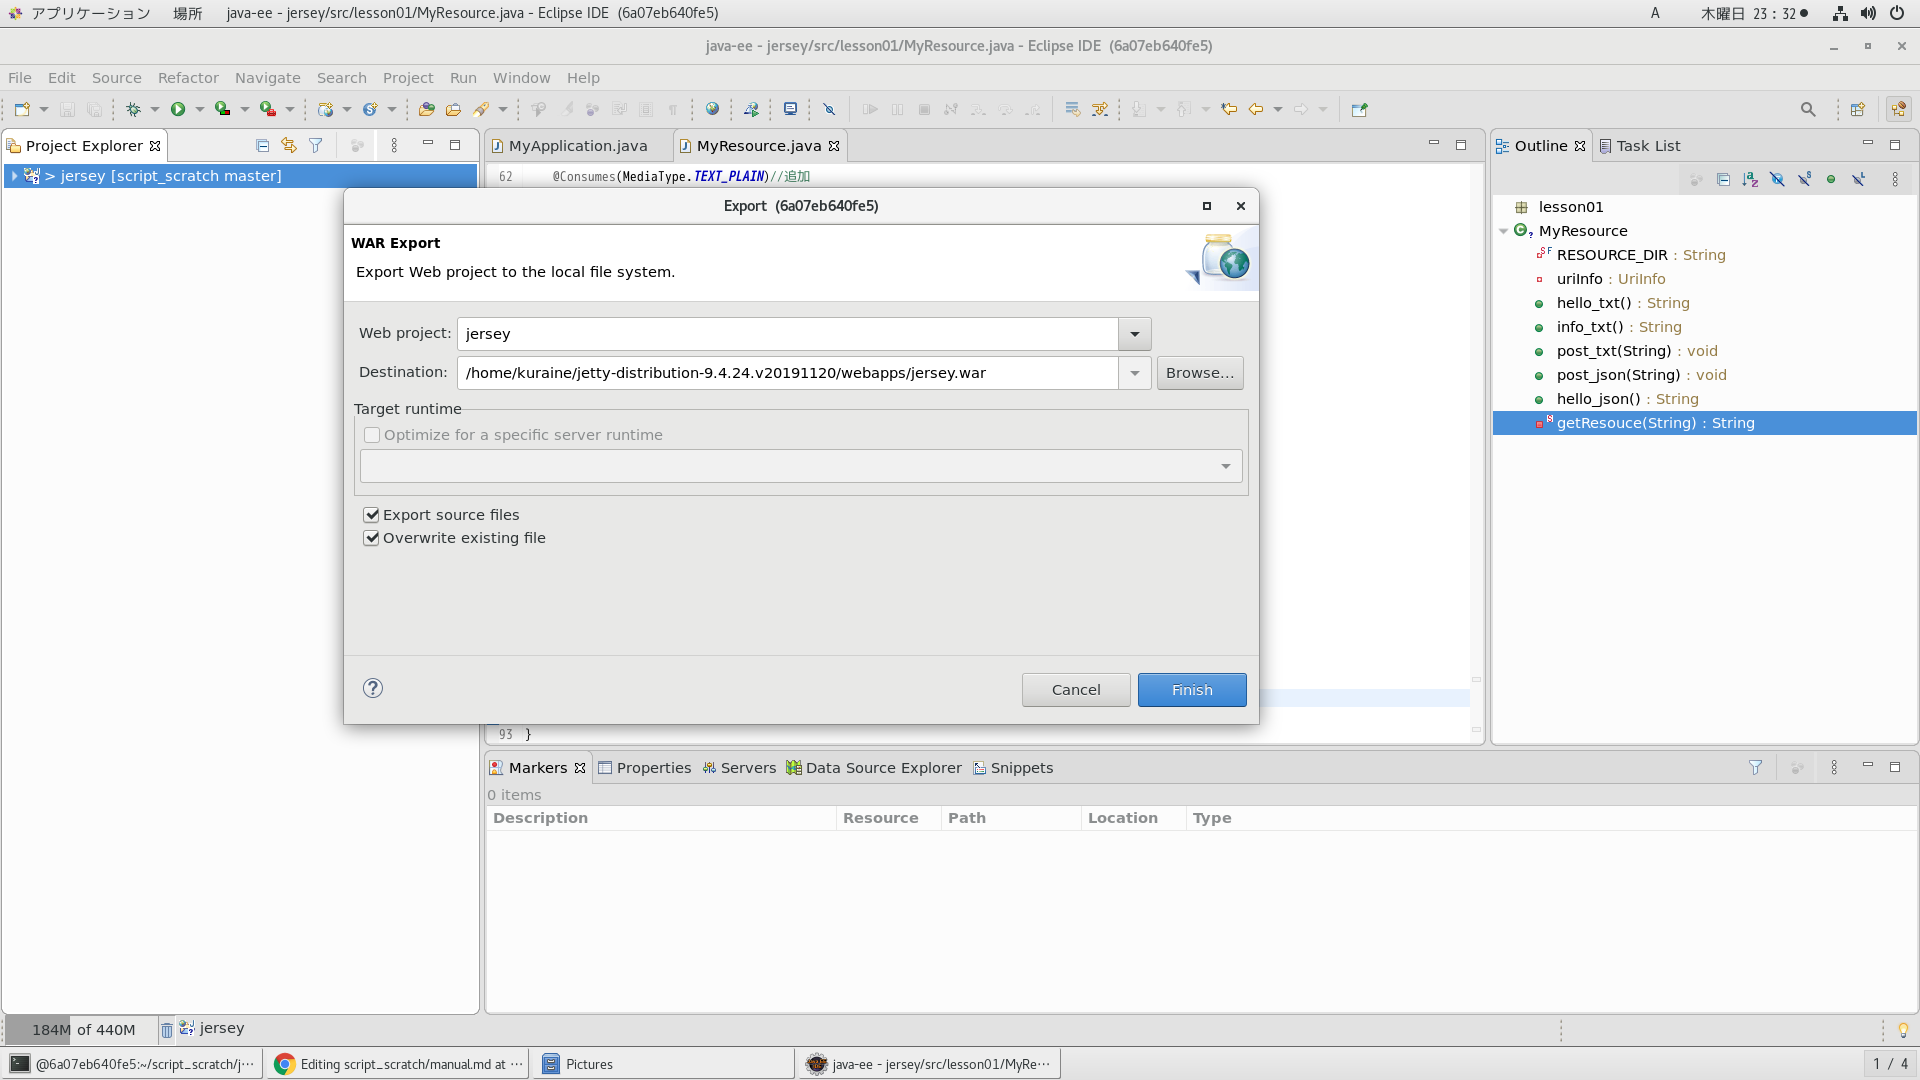 アプリケーション 場所 java-ee - jersey/src/lesson01/MyResource.java - Eclipse IDE (6a07eb640fe5) A 木曜日 23：32
java-ee - jersey/src/lesson01/MyResource.java - Eclipse IDE (6a07eb640fe5)
File Edit Source Refactor Navigate Search Project Run Window Help
Project Explorer
> jersey [script_scratch master]
MyApplication.java MyResource.java
62 @Consumes(MediaType.TEXT_PLAIN)//追加
93 }
Export (6a07eb640fe5)
WAR Export
Export Web project to the local file system.
Web project: jersey
Destination: /home/kuraine/jetty-distribution-9.4.24.v20191120/webapps/jersey.war Browse...
Target runtime
Optimize for a specific server runtime
Export source files
Overwrite existing file
Cancel Finish
Outline Task List
lesson01
MyResource
RESOURCE_DIR : String
uriInfo : UriInfo
hello_txt() : String
info_txt() : String
post_txt(String) : void
post_json(String) : void
hello_json() : String
getResouce(String) : String
Markers Properties Servers Data Source Explorer Snippets
0 items
Description Resource Path Location Type
184M of 440M jersey
@6a07eb640fe5:~/script_scratch/j··· Editing script_scratch/manual.md at ··· Pictures java-ee - jersey/src/lesson01/MyRe··· 1 / 4